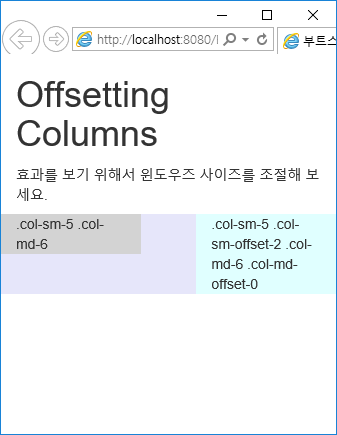 http://localhost:8080/
부트스
Offsetting
Columns
효과를 보기 위해서 윈도우즈 사이즈를 조절해 보
세요.
.col-sm-5 .col-
md-6
.col-sm-5 .col-
sm-offset-2 .col-
md-6 .col-md-
offset-0